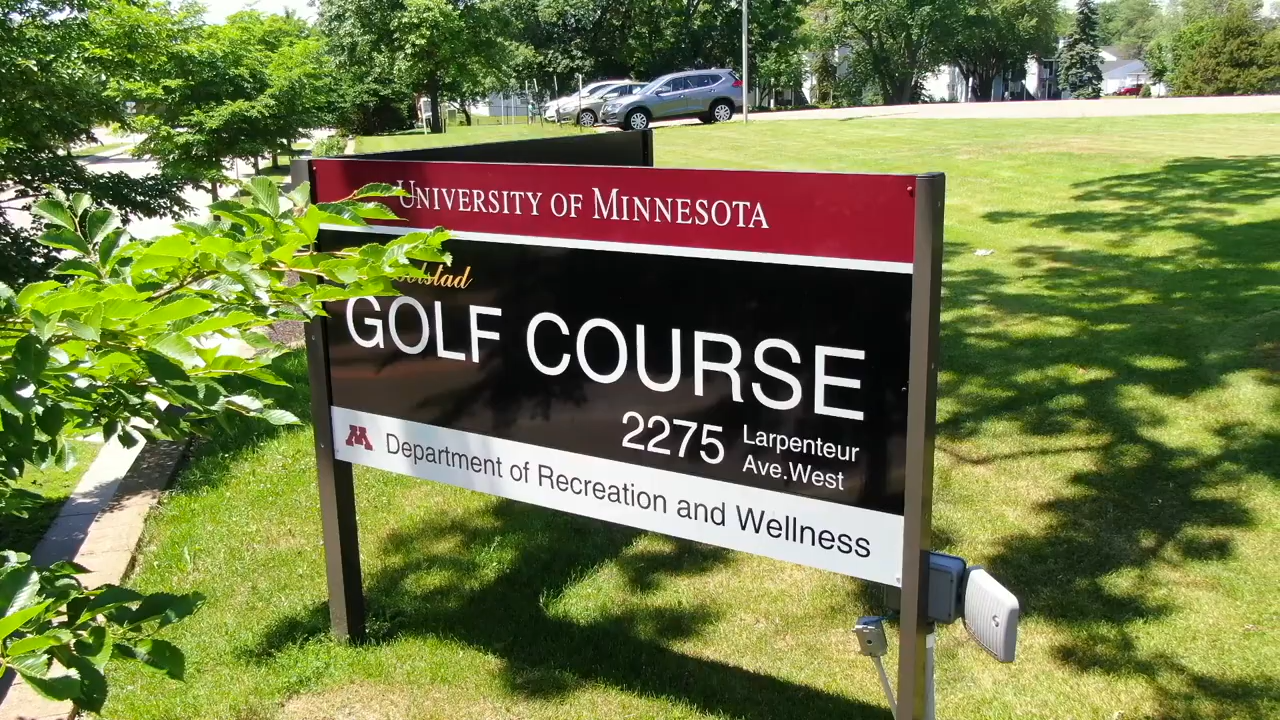 UNIVERSITY OF MINNESOTA
GOLF COURSE
2275 Larpenteur
Ave.West
M Department of Recreation and Wellness